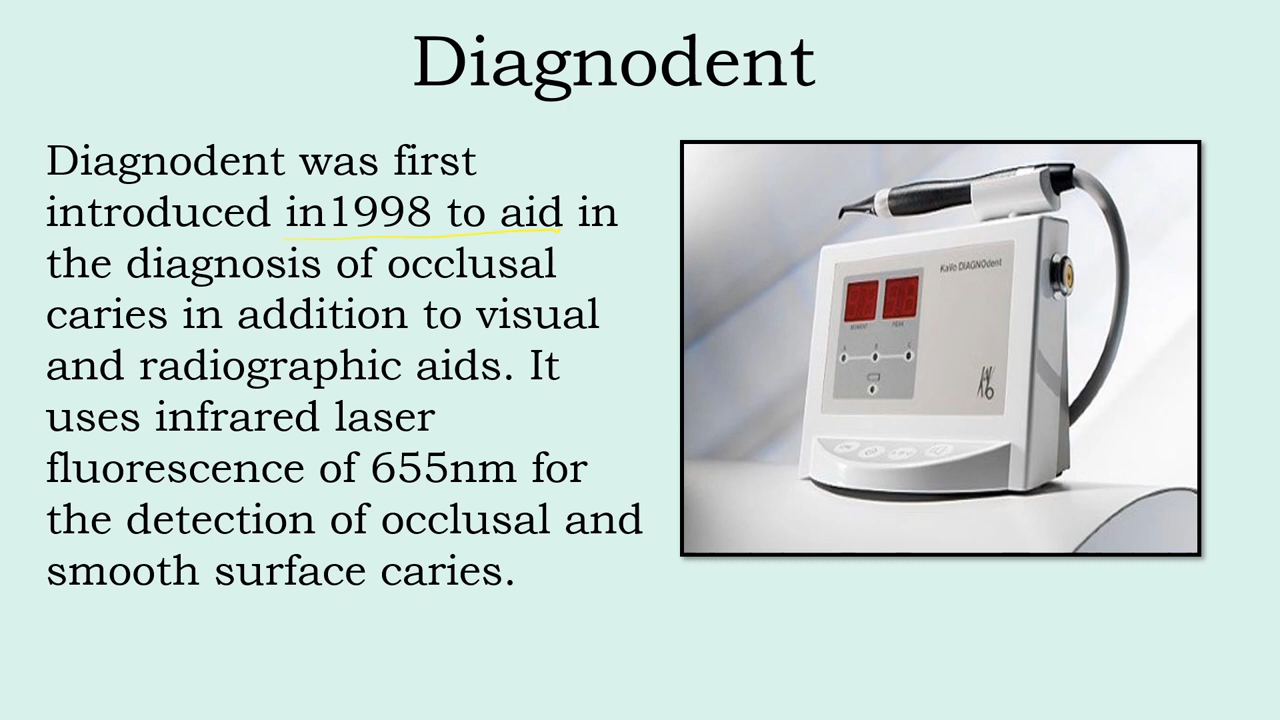 Diagnodent
Diagnodent was first
introduced in1998 to aid in
the diagnosis of occlusal
caries in addition to visual
and radiographic aids. It
uses infrared laser
fluorescence of 655nm for
the detection of occlusal and
smooth surface caries.
KaVo DIAGNOdent
MOMENT PEAK